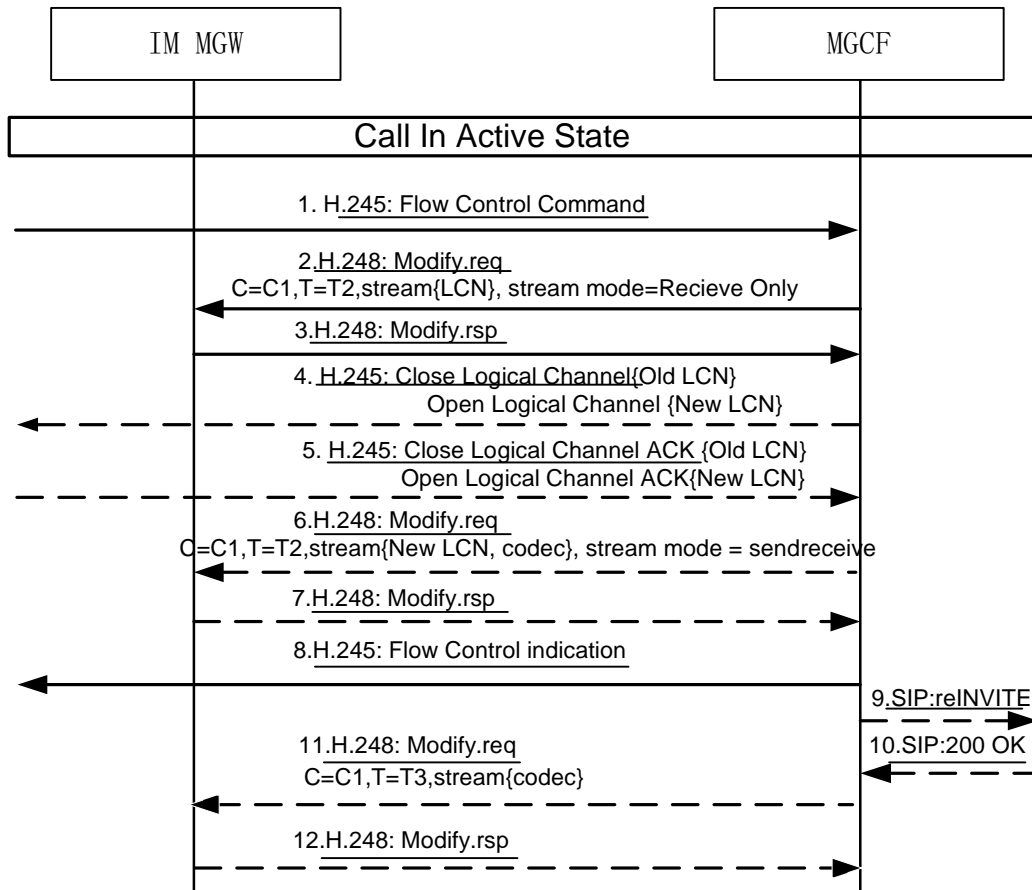 IM MGW
MGCF
Call In Active State
1. H.245: Flow Control Command
2.H.248: Modify.req
C=C1,T=T2,stream{LCN}, stream mode=Recieve Only
3.H.248: Modify.rsp
4. H.245: Close Logical Channel{Old LCN}
Open Logical Channel {New LCN}
5. H.245: Close Logical Channel ACK {Old LCN}
Open Logical Channel ACK{New LCN}
6.H.248: Modify.req
C=C1,T=T2,stream{New LCN, codec}, stream mode = sendreceive
7.H.248: Modify.rsp
8.H.245: Flow Control indication
9.SIP:reINVITE
10.SIP:200 OK
11.H.248: Modify.req
C=C1,T=T3,stream{codec}
12.H.248: Modify.rsp